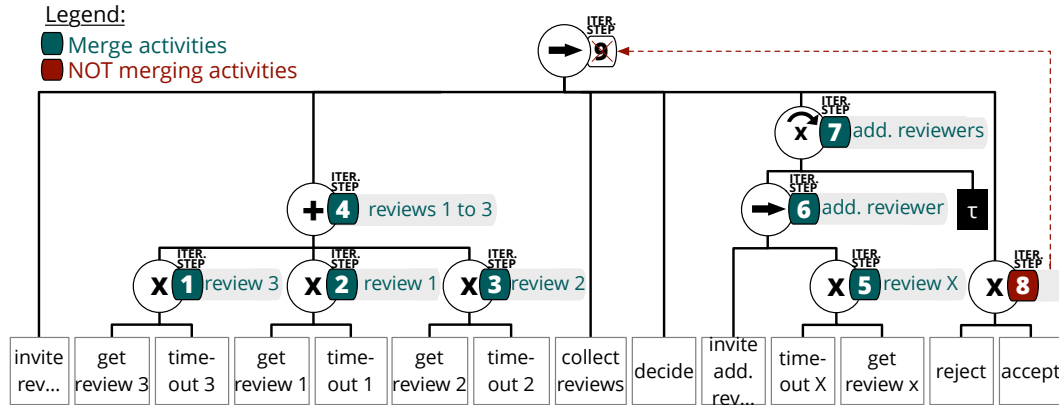 Legend:
Merge activities
NOT merging activities
ITER.
STEP
9
ITER.
STEP
x
7
add. reviewers
ITER.
STEP
+
4
reviews 1 to 3
ITER.
STEP
6
add. reviewer
τ
ITER.
STEP
X
1
review 3
ITER.
STEP
X
2
review 1
ITER.
STEP
X
3
review 2
ITER.
STEP
X
5
review X
ITER.
STEP
X
8
invite
rev...
get
review 3
time-
out 3
get
review 1
time-
out 1
get
review 2
time-
out 2
collect
reviews
decide
invite
add.
rev...
time-
out X
get
review x
reject
accept